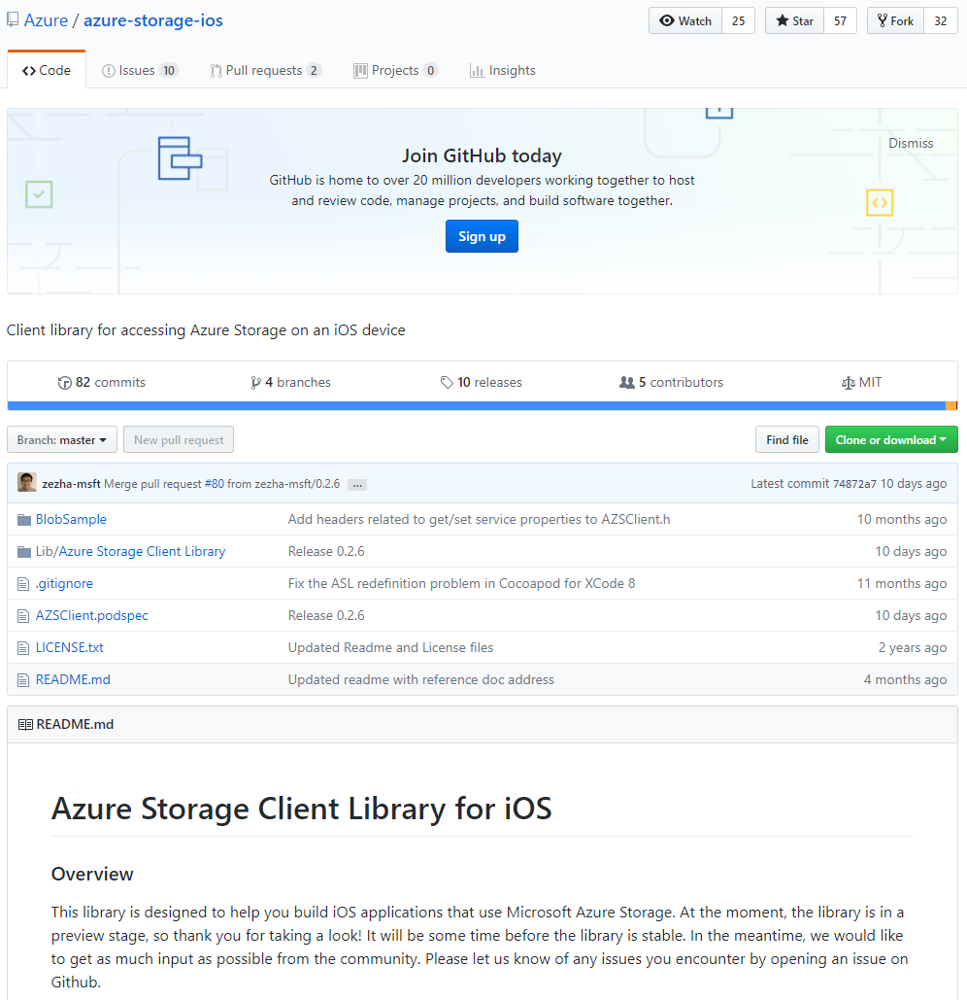 Azure / azure-storage-ios
Watch 25 Star 57 Fork 32
Code Issues 10 Pull requests 2 Projects 0 Insights
Dismiss
Join GitHub today
GitHub is home to over 20 million developers working together to host
and review code, manage projects, and build software together.
Sign up
Client library for accessing Azure Storage on an iOS device
82 commits 4 branches 10 releases 5 contributors MIT
Branch: master New pull request Find file Clone or download
zezha-msft Merge pull request #80 from zezha-msft/0.2.6 ... Latest commit 74872a7 10 days ago
BlobSample Add headers related to get/set service properties to AZSClient.h 10 months ago
Lib/Azure Storage Client Library Release 0.2.6 10 days ago
.gitignore Fix the ASL redefinition problem in Cocoapod for XCode 8 11 months ago
AZSClient.podspec Release 0.2.6 10 days ago
LICENSE.txt Updated Readme and License files 2 years ago
README.md Updated readme with reference doc address 4 months ago
README.md
Azure Storage Client Library for iOS
Overview
This library is designed to help you build iOS applications that use Microsoft Azure Storage. At the moment, the library is in a
preview stage, so thank you for taking a look! It will be some time before the library is stable. In the meantime, we would like
to get as much input as possible from the community. Please let us know of any issues you encounter by opening an issue on
Github.